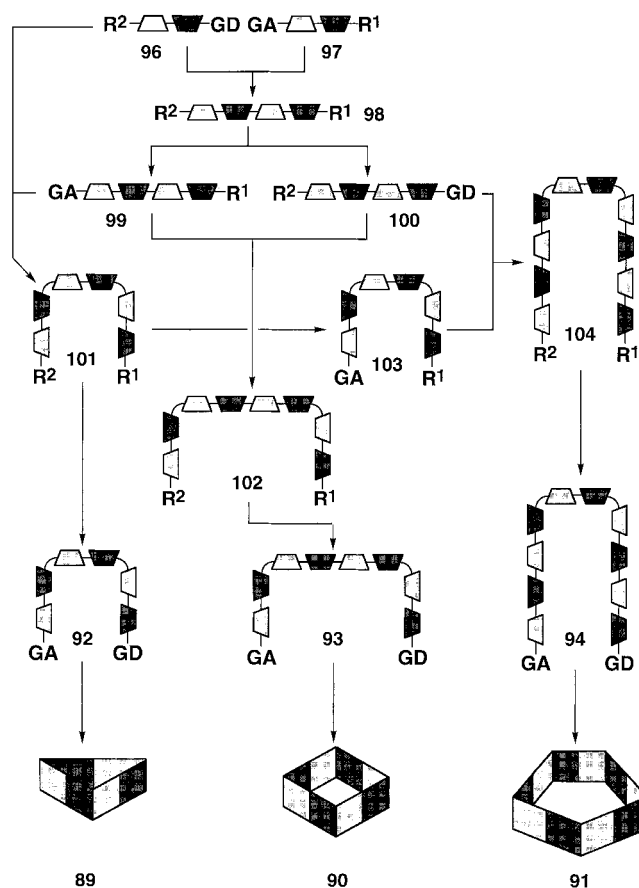 R2 GD GA R1
96 97
R2 R1 98
GA R1 R2 GD
99 100
101 103 104
R2 R1 GA R1 R2 R1
102
R2 R1
92 93 94
GA GD GA GD GA GD
89 90 91